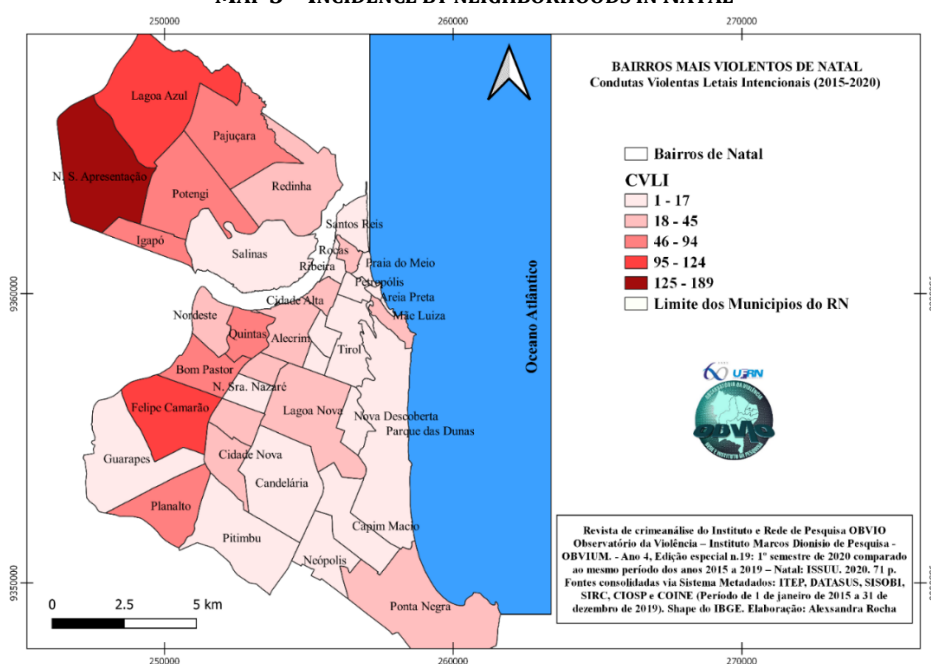 MAP 3 – INCIDENCE BY NEIGHBORHOODS IN NATAL
250000 260000 270000
BAIRROS MAIS VIOLENTOS DE NATAL
Condutas Violentas Letais Intencionais (2015-2020)
Bairros de Natal
CVLI
1 - 17
18 - 45
46 - 94
95 - 124
125 - 189
Limite dos Municipios do RN
Lagoa Azul
Pajuçara
N. S. Apresentação
Potengi
Redinha
Igapó
Salinas
Santos Reis
Rocas
Ribeira
Praia do Meio
Petrópolis
Areia Preta
Cidade Alta
Mãe Luiza
Nordeste
Quintas
Alecrim
Tirol
Bom Pastor
N. Sra. Nazaré
Felipe Camarão
Lagoa Nova
Nova Descoberta
Parque das Dunas
Guarapes
Cidade Nova
Candelária
Planalto
Pitimbu
Capim Macio
Neópolis
Ponta Negra
Oceano Atlântico
9360000
9350000
0 2.5 5 km
UFRN
OBVIO
Revista de crimeanálise do Instituto e Rede de Pesquisa OBVIO
Observatório da Violência – Instituto Marcos Dionisio de Pesquisa -
OBVIUM. - Ano 4, Edição especial n.19: 1º semestre de 2020 comparado
ao mesmo período dos anos 2015 a 2019 – Natal: ISSUU. 2020. 71 p.
Fontes consolidadas via Sistema Metadados: ITEP, DATASUS, SISOBI,
SIRC, CIOSP e COINE (Período de 1 de janeiro de 2015 a 31 de
dezembro de 2019). Shape do IBGE. Elaboração: Alexsandra Rocha
250000 260000 270000